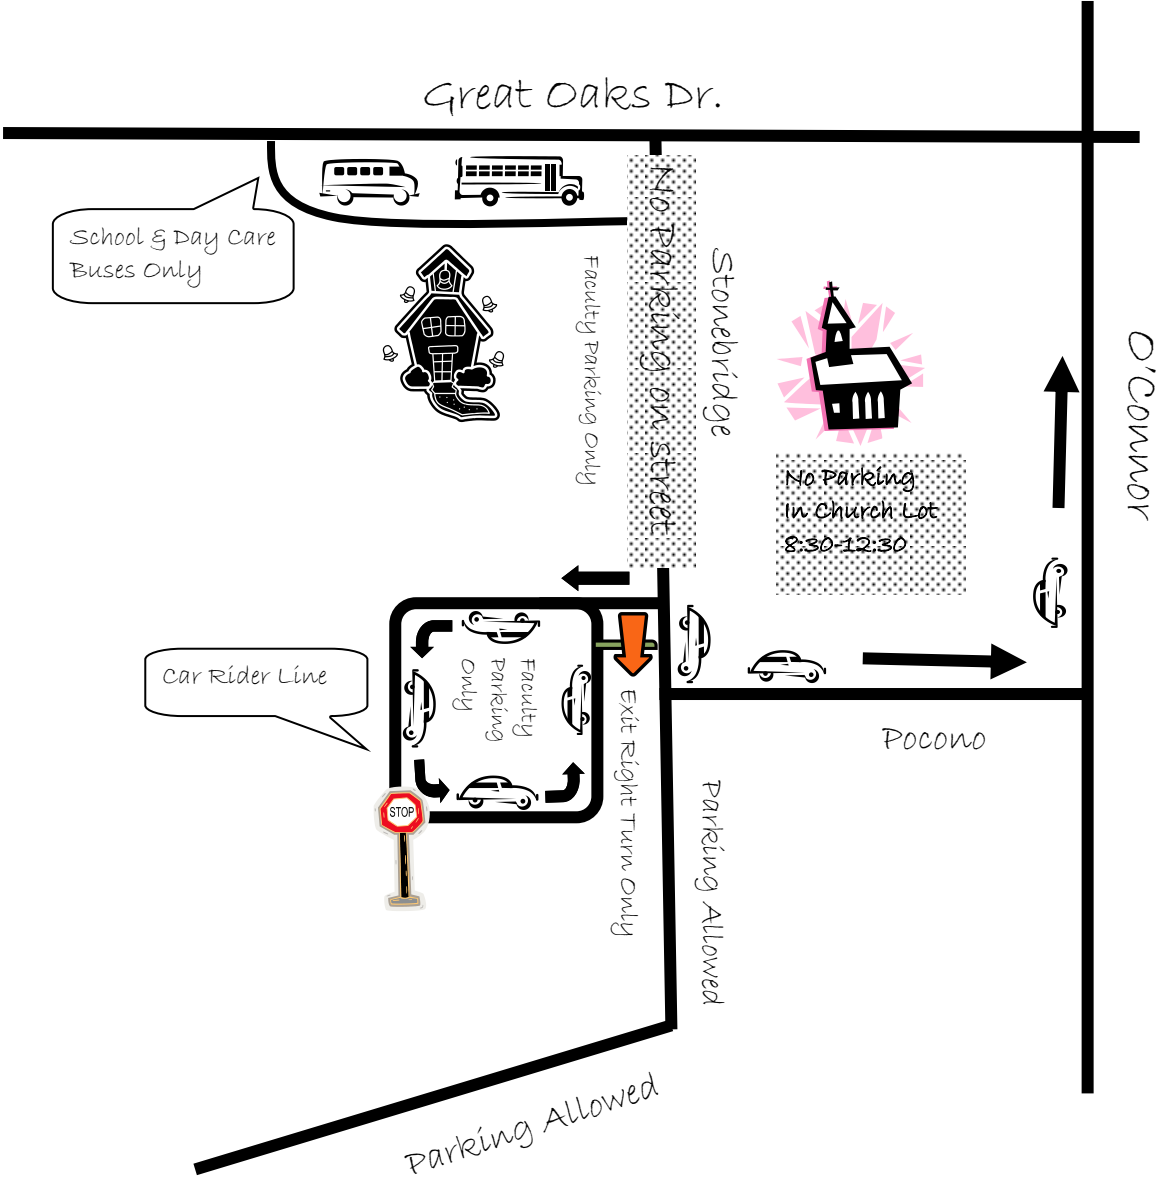 Great Oaks Dr.
School & Day Care
Buses Only
Faculty Parking Only
No Parking on street
Stonebridge
O'Connor
No Parking
In Church Lot
8:30-12:30
Car Rider Line
Faculty
Parking
Only
Exit Right Turn Only
Pocono
STOP
Parking Allowed
Parking Allowed